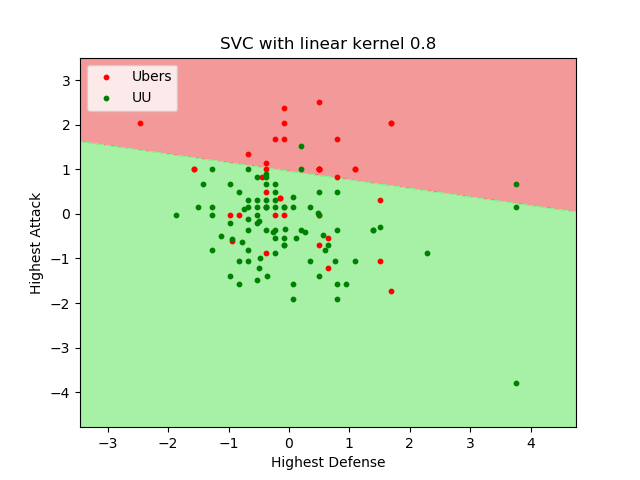 SVC with linear kernel 0.8
Ubers
UU
3
2
1
0
−1
−2
−3
−4
Highest Attack
−3 −2 −1 0 1 2 3 4
Highest Defense